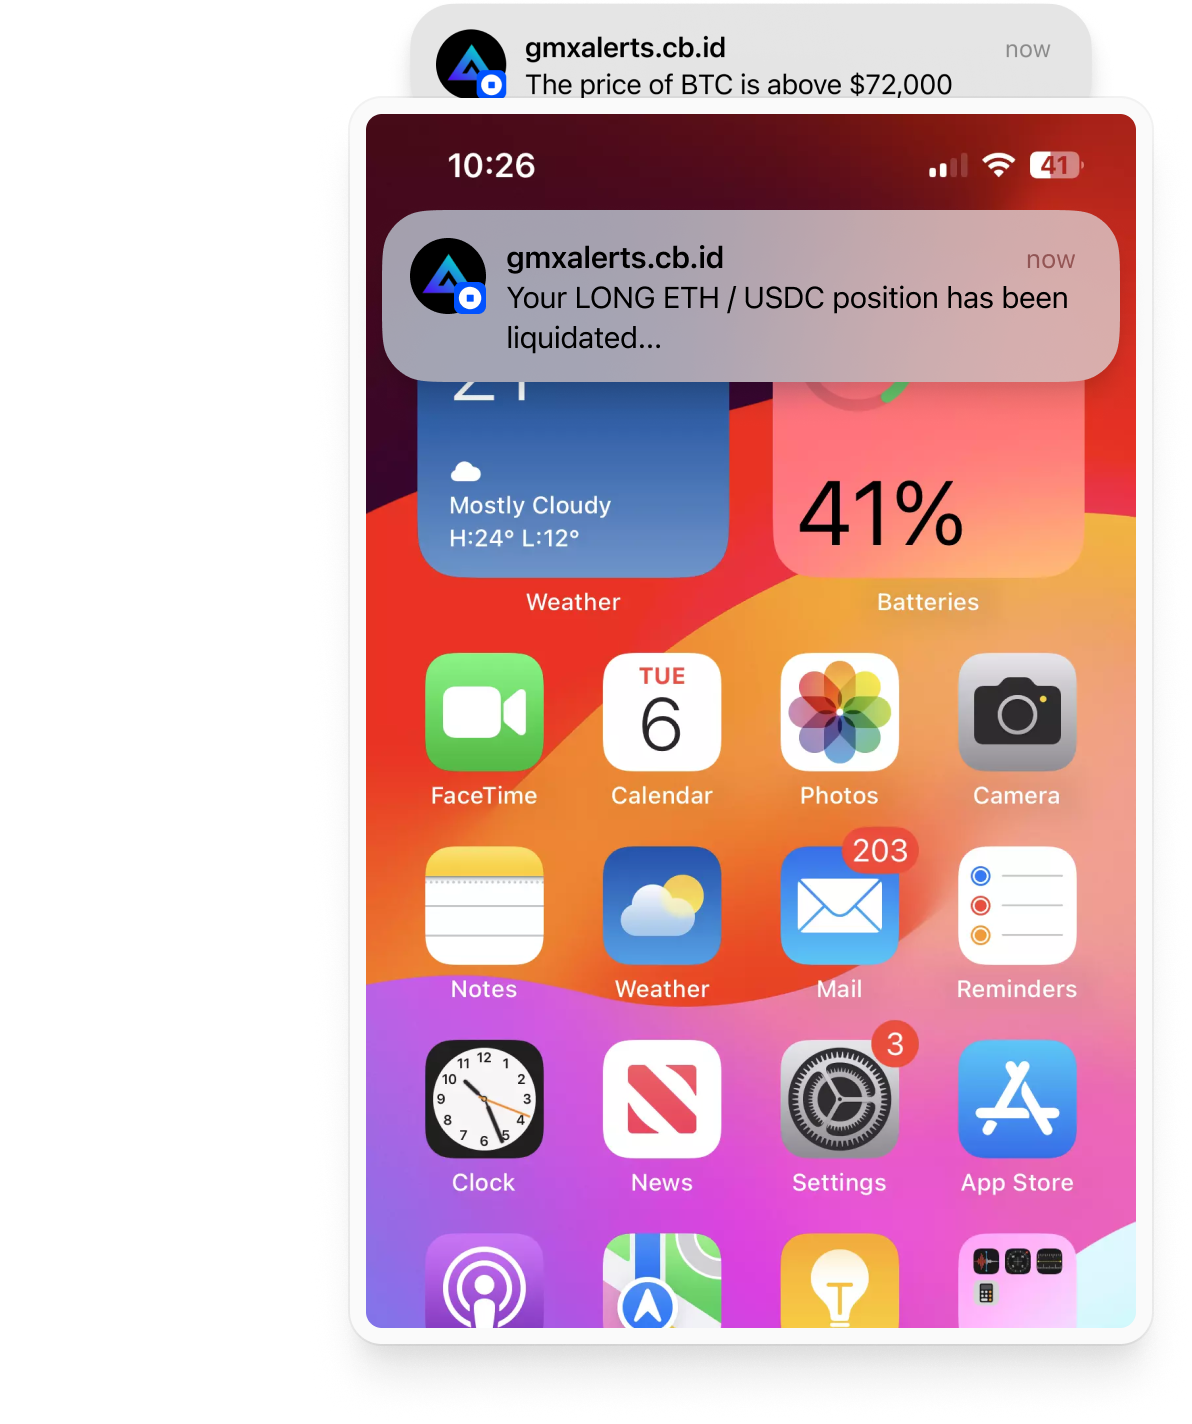 gmxalerts.cb.id now
The price of BTC is above $72,000
10:26 41
gmxalerts.cb.id now
Your LONG ETH / USDC position has been
liquidated...
Mostly Cloudy
H:24° L:12°
41%
Weather Batteries
TUE
6
FaceTime Calendar Photos Camera
203
Notes Weather Mail Reminders
3
12
11 1
10 2
9 3
8 4
7 5
6
Clock News Settings App Store